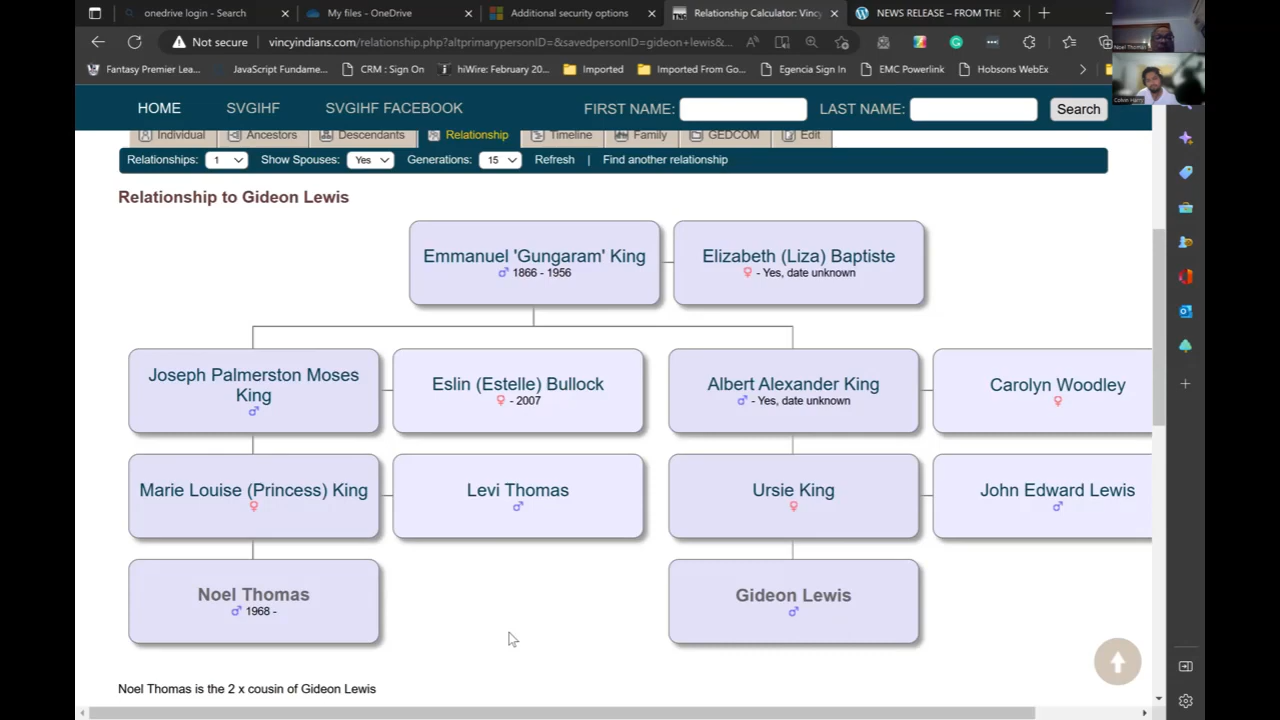 onedrive login - Search
My files - OneDrive
Additional security options
Relationship Calculator: Vincy
NEWS RELEASE – FROM THE
Not secure
vincyindians.com/relationship.php?altprimarypersonID=&savedpersonID=gideon+lewis&...
Fantasy Premier Lea...
JavaScript Fundame...
CRM : Sign On
hiWire: February 20...
Imported
Imported From Go...
Egencia Sign In
EMC Powerlink
Hobsons WebEx
Noel Thomas
Colvin Harry
HOME
SVGIHF
SVGIHF FACEBOOK
FIRST NAME:
LAST NAME:
Search
Individual
Ancestors
Descendants
Relationship
Timeline
Family
GEDCOM
Edit
Relationships: 1
Show Spouses: Yes
Generations: 15
Refresh | Find another relationship
Relationship to Gideon Lewis
Emmanuel 'Gungaram' King
♂ 1866 - 1956
Elizabeth (Liza) Baptiste
♀ - Yes, date unknown
Joseph Palmerston Moses
King
♂
Eslin (Estelle) Bullock
♀ - 2007
Albert Alexander King
♂ - Yes, date unknown
Carolyn Woodley
♀
Marie Louise (Princess) King
♀
Levi Thomas
♂
Ursie King
♀
John Edward Lewis
♂
Noel Thomas
♂ 1968 -
Gideon Lewis
♂
Noel Thomas is the 2 x cousin of Gideon Lewis